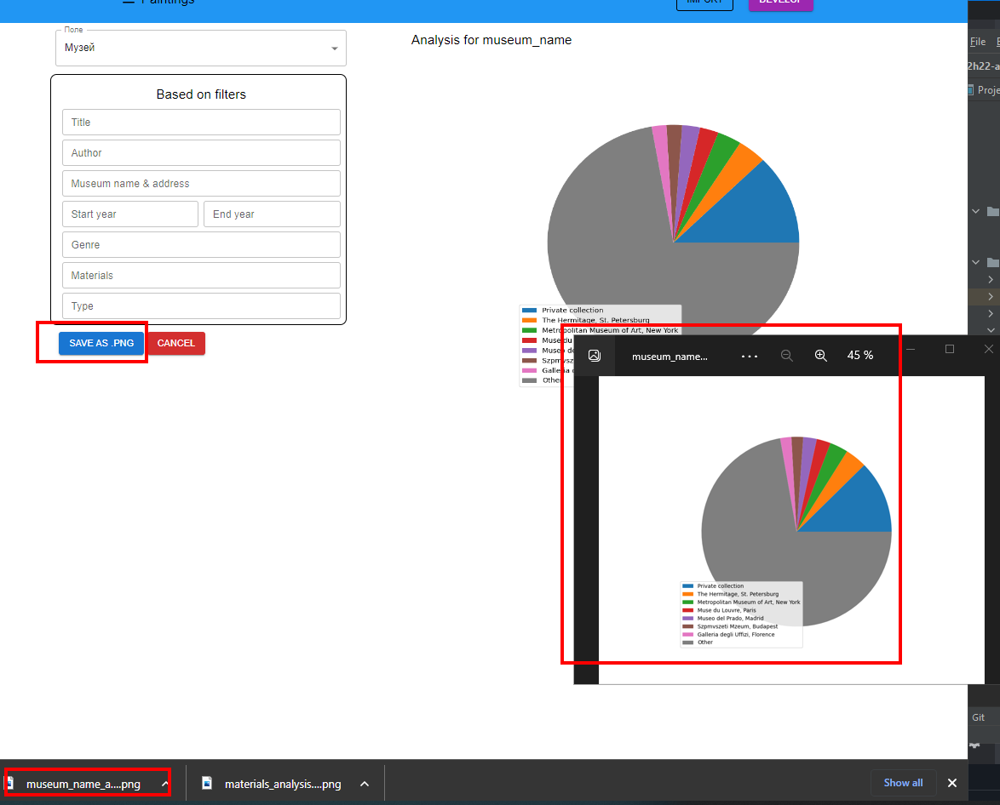 Paintings
IMPORT
DEVELOP
Поле
Музей
Based on filters
Title
Author
Museum name & address
Start year
End year
Genre
Materials
Type
SAVE AS .PNG
CANCEL
Analysis for museum_name
Private collection
The Hermitage, St. Petersburg
Metropolitan Museum of Art, New York
Muse du
Museo de
Szpmvsz
Galleria d
Other
museum_name...
45 %
Private collection
The Hermitage, St. Petersburg
Metropolitan Museum of Art, New York
Muse du Louvre, Paris
Museo del Prado, Madrid
Szpmvszeti Mzeum, Budapest
Galleria degli Uffizi, Florence
Other
File
2h22-a
Proje
Git
museum_name_a....png
materials_analysis....png
Show all